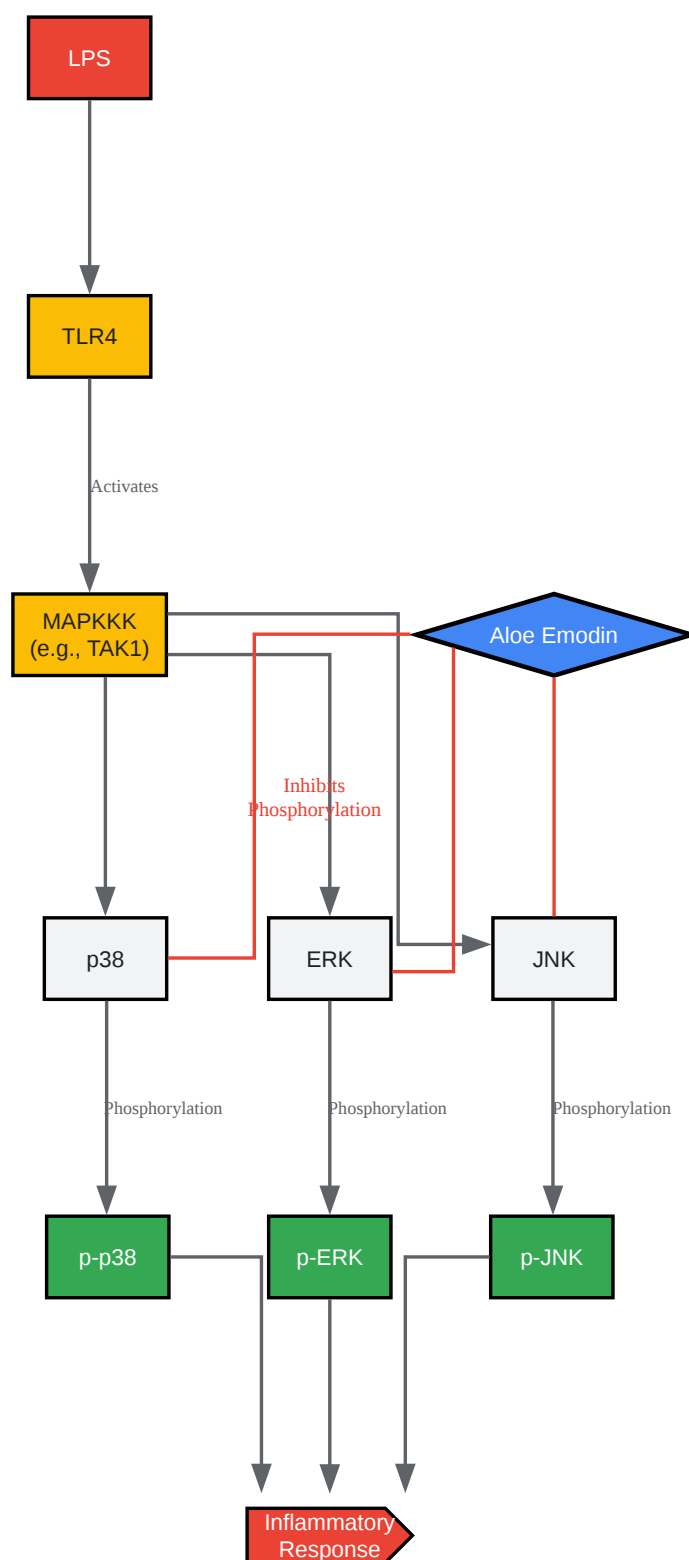 LPS
TLR4
Activates
MAPKKK
(e.g., TAK1)
Aloe Emodin
Inhibits
Phosphorylation
p38
ERK
JNK
Phosphorylation
Phosphorylation
Phosphorylation
p-p38
p-ERK
p-JNK
Inflammatory
Response